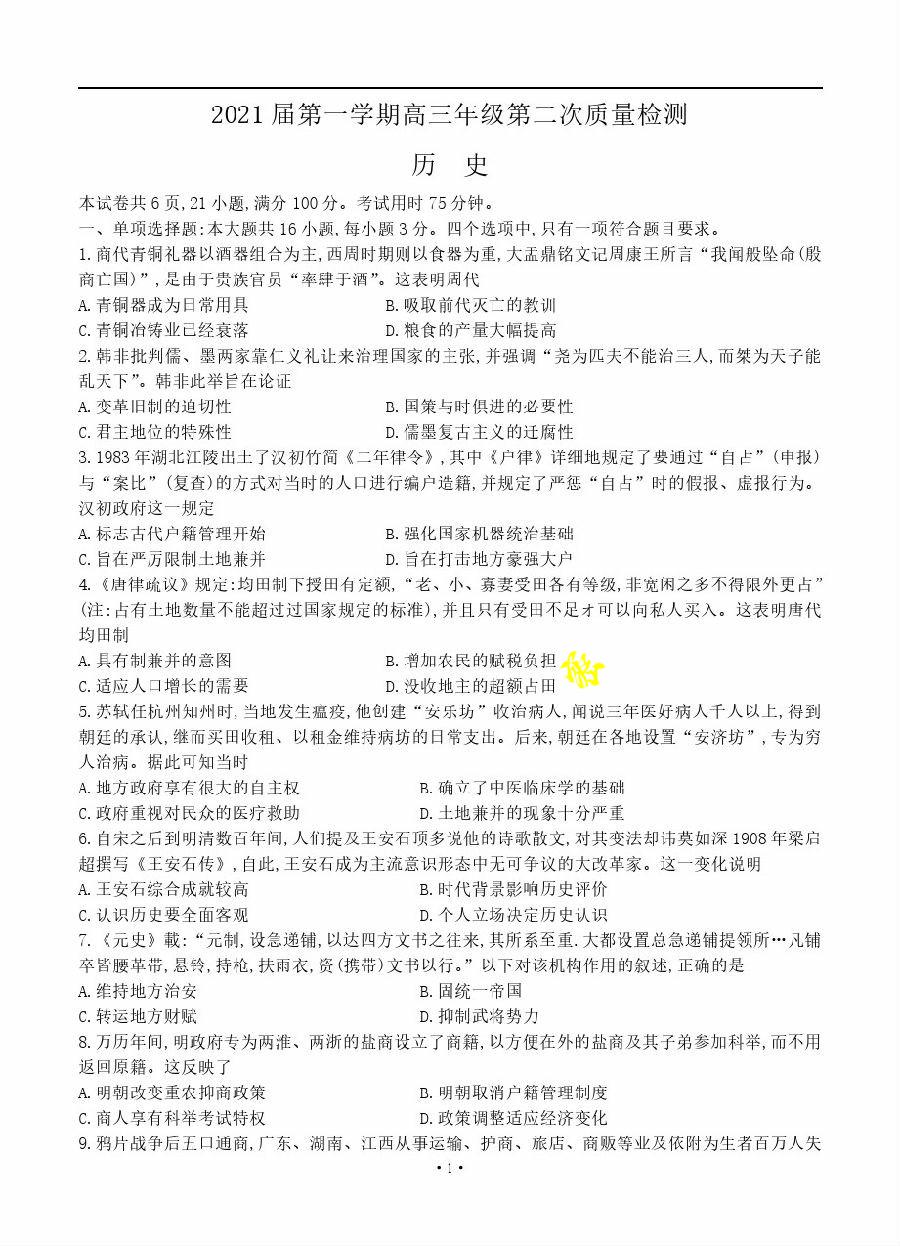 2021届第一学期高三年级第二次质量检测
历 史
本试卷共6页,21小题,满分100分。考试用时75分钟。
一、单项选择题:本大题共16小题,每小题3分。四个选项中,只有一项符合题目要求。
1.商代青铜礼器以酒器组合为主,西周时期则以食器为重,大盂鼎铭文记周康王所言“我闻般坠命(殷
商亡国)”,是由于贵族官员“率肆于酒”。这表明周代
A.青铜器成为日常用具 B.吸取前代灭亡的教训
C.青铜冶铸业已经衰落 D.粮食的产量大幅提高
2.韩非批判儒、墨两家靠仁义礼让来治理国家的主张,并强调“尧为匹夫不能治三人,而桀为天子能
乱天下”。韩非此举旨在论证
A.变革旧制的迫切性 B.国策与时俱进的必要性
C.君主地位的特殊性 D.儒墨复古主义的迂腐性
3.1983年湖北江陵出土了汉初竹简《二年律令》,其中《户律》详细地规定了要通过“自占”(申报)
与“案比”(复查)的方式对当时的人口进行编户造籍,并规定了严惩“自占”时的假报、虚报行为。
汉初政府这一规定
A.标志古代户籍管理开始 B.强化国家机器统治基础
C.旨在严厉限制土地兼并 D.旨在打击地方豪强大户
4.《唐律疏议》规定:均田制下授田有定额,“老、小、寡妻受田各有等级,非宽闲之乡不得限外更占”
(注:占有土地数量不能超过过国家规定的标准),并且只有受田不足才可以向私人买入。这表明唐代
均田制
A.具有制兼并的意图 B.增加农民的赋税负担
C.适应人口增长的需要 D.没收地主的超额占田
5.苏轼任杭州知州时,当地发生瘟疫,他创建“安乐坊”收治病人,闻说三年医好病人千人以上,得到
朝廷的承认,继而买田收租、以租金维持病坊的日常支出。后来,朝廷在各地设置“安济坊”,专为穷
人治病。据此可知当时
A.地方政府享有很大的自主权 B.确立了中医临床学的基础
C.政府重视对民众的医疗救助 D.土地兼并的现象十分严重
6.自宋之后到明清数百年间,人们提及王安石顶多说他的诗歌散文,对其变法却讳莫如深1908年梁启
超撰写《王安石传》,自此,王安石成为主流意识形态中无可争议的大改革家。这一变化说明
A.王安石综合成就较高 B.时代背景影响历史评价
C.认识历史要全面客观 D.个人立场决定历史认识
7.《元史》載:“元制,设急递铺,以达四方文书之往来,其所系至重.大都设置总急递铺提领所…凡铺
卒皆腰革带,悬铃,持枪,扶雨衣,资(携带)文书以行。”以下对该机构作用的叙述,正确的是
A.维持地方治安 B.固统一帝国
C.转运地方财赋 D.抑制武将势力
8.万历年间,明政府专为两淮、两浙的盐商设立了商籍,以方便在外的盐商及其子弟参加科举,而不用
返回原籍。这反映了
A.明朝改变重农抑商政策 B.明朝取消户籍管理制度
C.商人享有科举考试特权 D.政策调整适应经济变化
9.鸦片战争后五口通商,广东、湖南、江西从事运输、护商、旅店、商贩等业及依附为生者百万人失
·1·